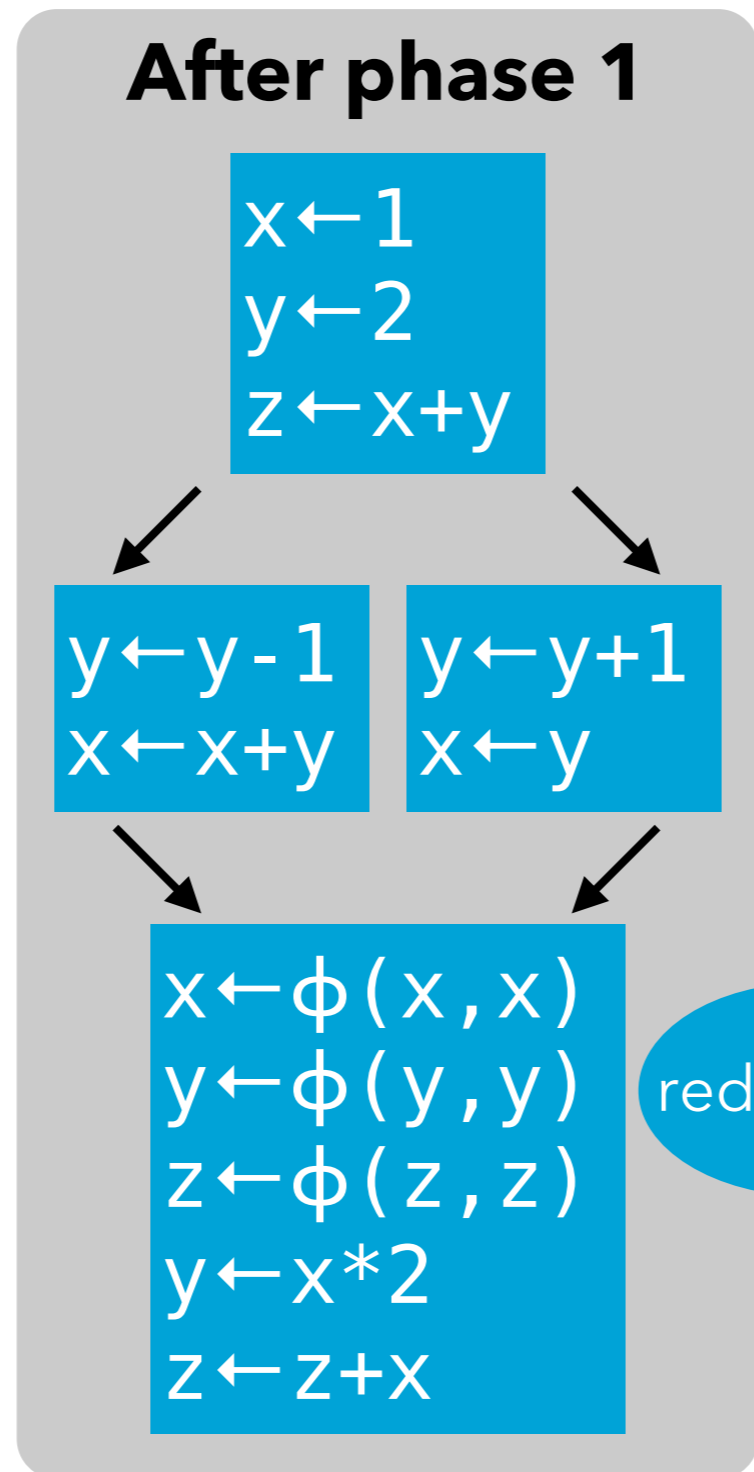 After phase 1
x←1
y←2
z←x+y
y←y-1
x←x+y
y←y+1
x←y
x←ϕ(x,x)
y←ϕ(y,y)
z←ϕ(z,z)
red
y←x*2
z←z+x